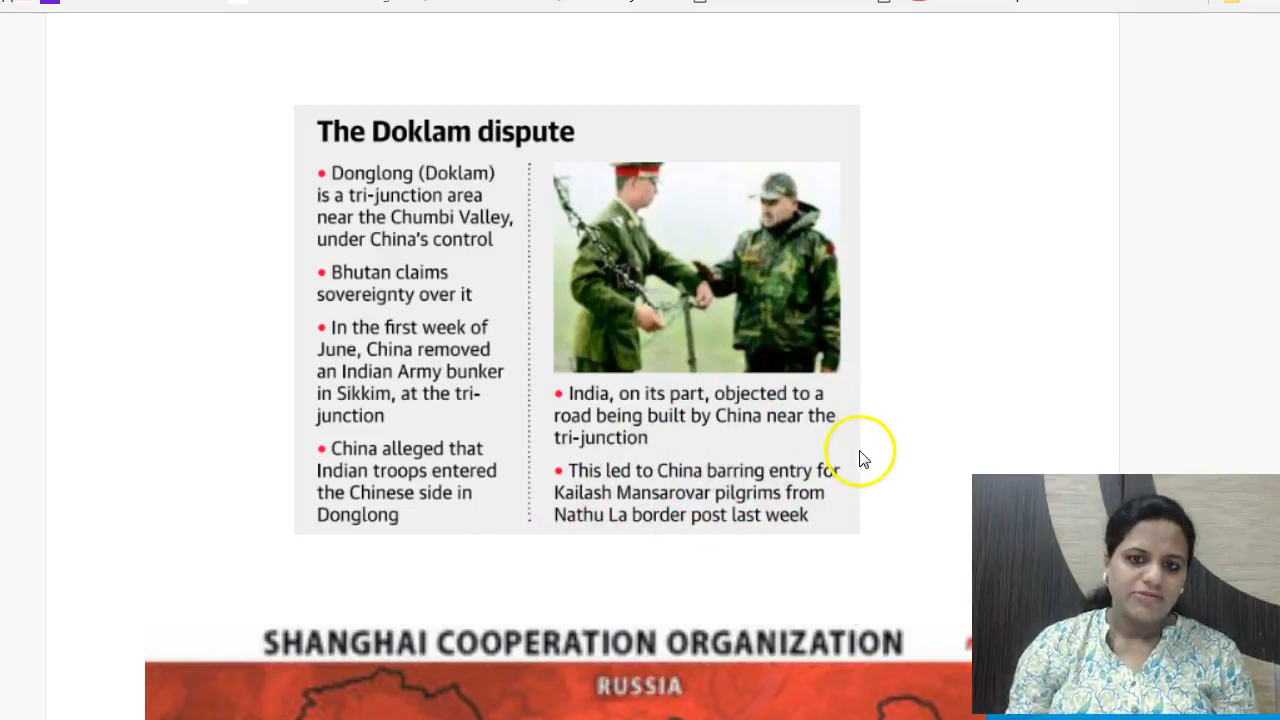 The Doklam dispute
• Donglong (Doklam)
is a tri-junction area
near the Chumbi Valley,
under China's control
• Bhutan claims
sovereignty over it
• In the first week of
June, China removed
an Indian Army bunker
in Sikkim, at the tri-
junction
• China alleged that
Indian troops entered
the Chinese side in
Donglong
• India, on its part, objected to a
road being built by China near the
tri-junction
• This led to China barring entry for
Kailash Mansarovar pilgrims from
Nathu La border post last week
SHANGHAI COOPERATION ORGANIZATION
RUSSIA